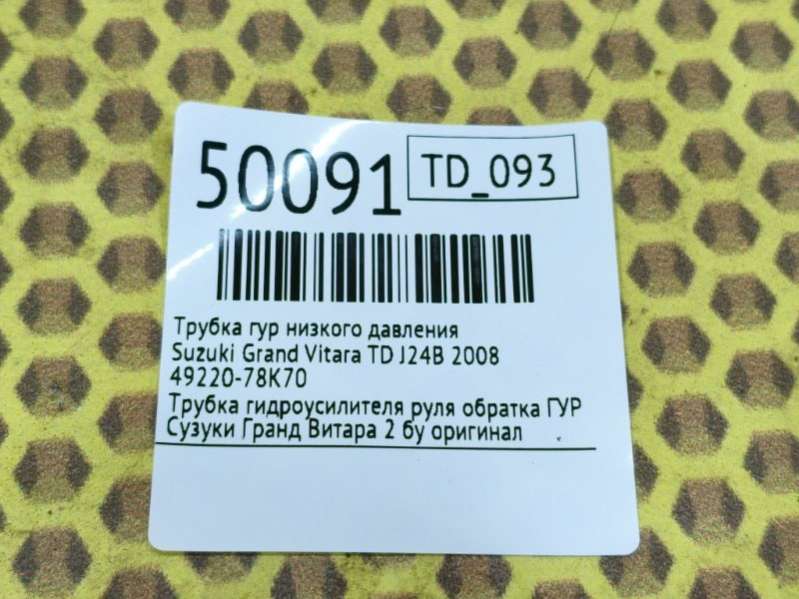 50091 TD_093
Трубка гур низкого давления
Suzuki Grand Vitara TD J24B 2008
49220-78K70
Трубка гидроусилителя руля обратка ГУР
Сузуки Гранд Витара 2 бу оригинал